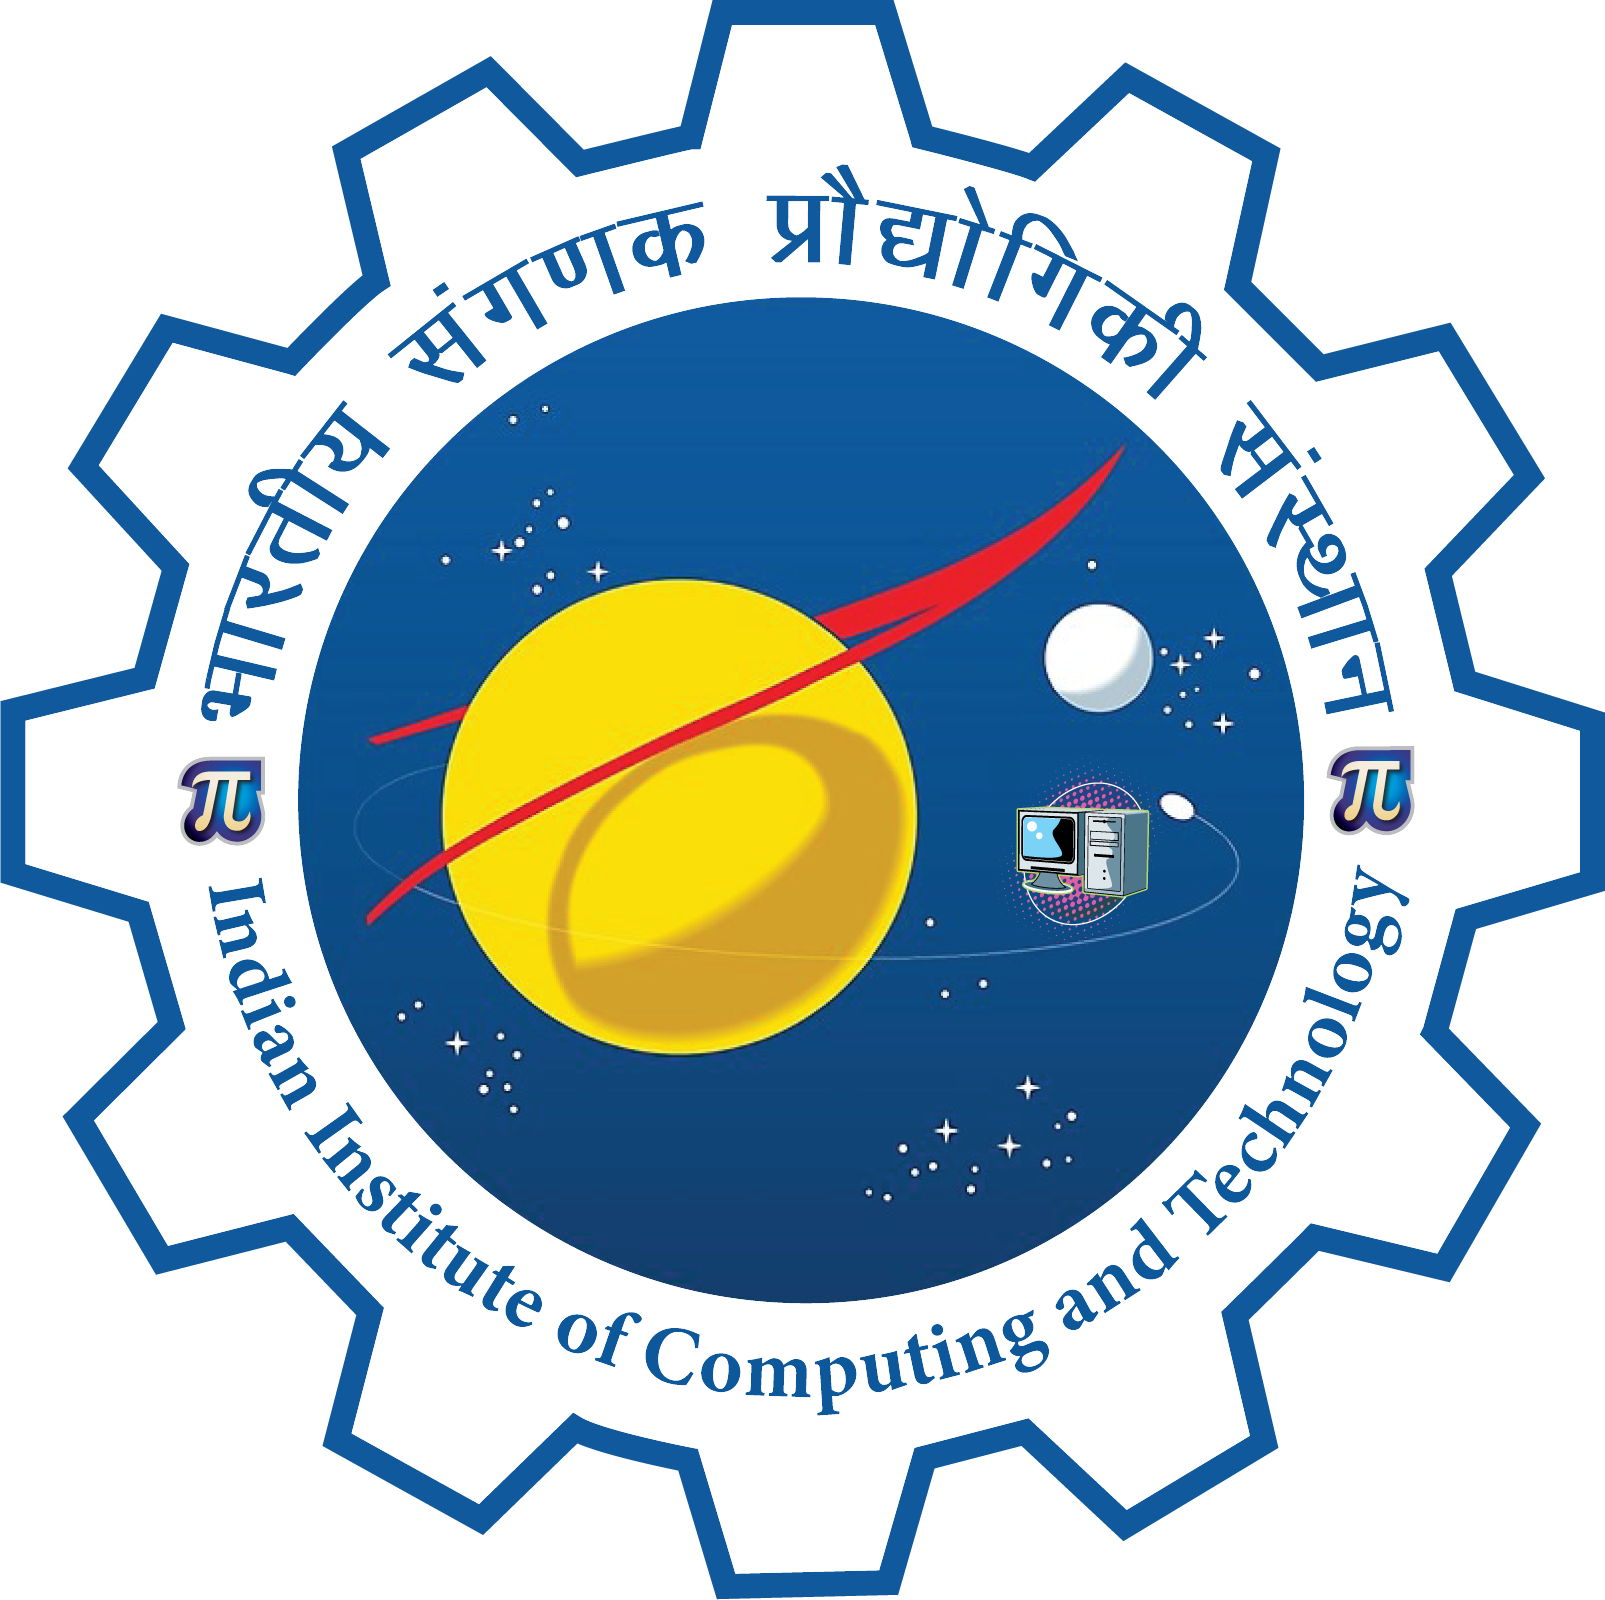 भारतीय संगणक प्रौद्योगिकी संस्थान
π π
Indian Institute of Computing and Technology